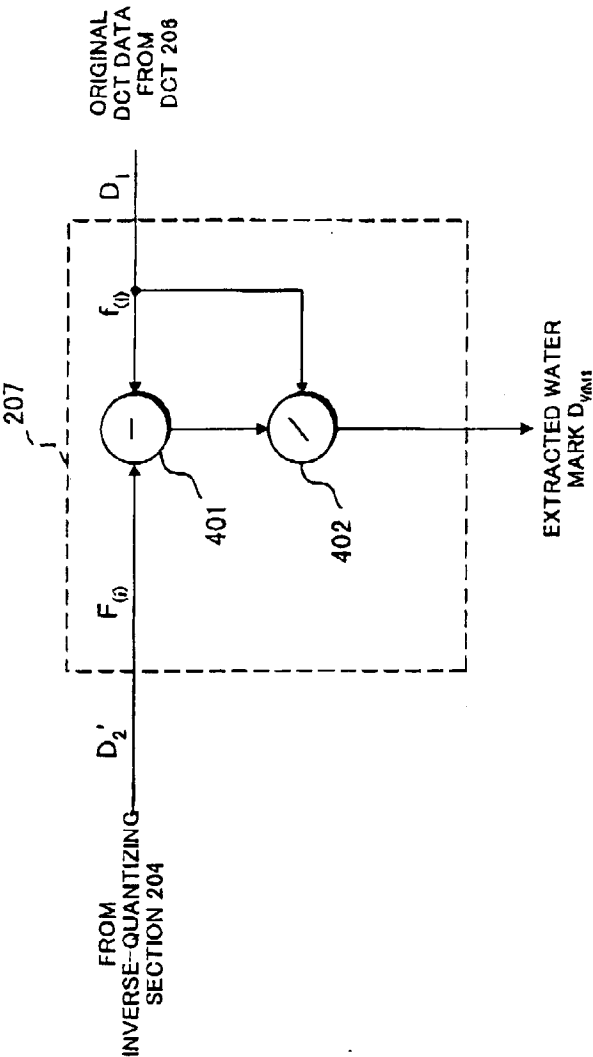 207
1
ORIGINAL
DCT DATA
FROM
DCT 206
D1
f(i)
F(i)
D2'
FROM
INVERSE-QUANTIZING
SECTION 204
401
402
EXTRACTED WATER
MARK DWM1